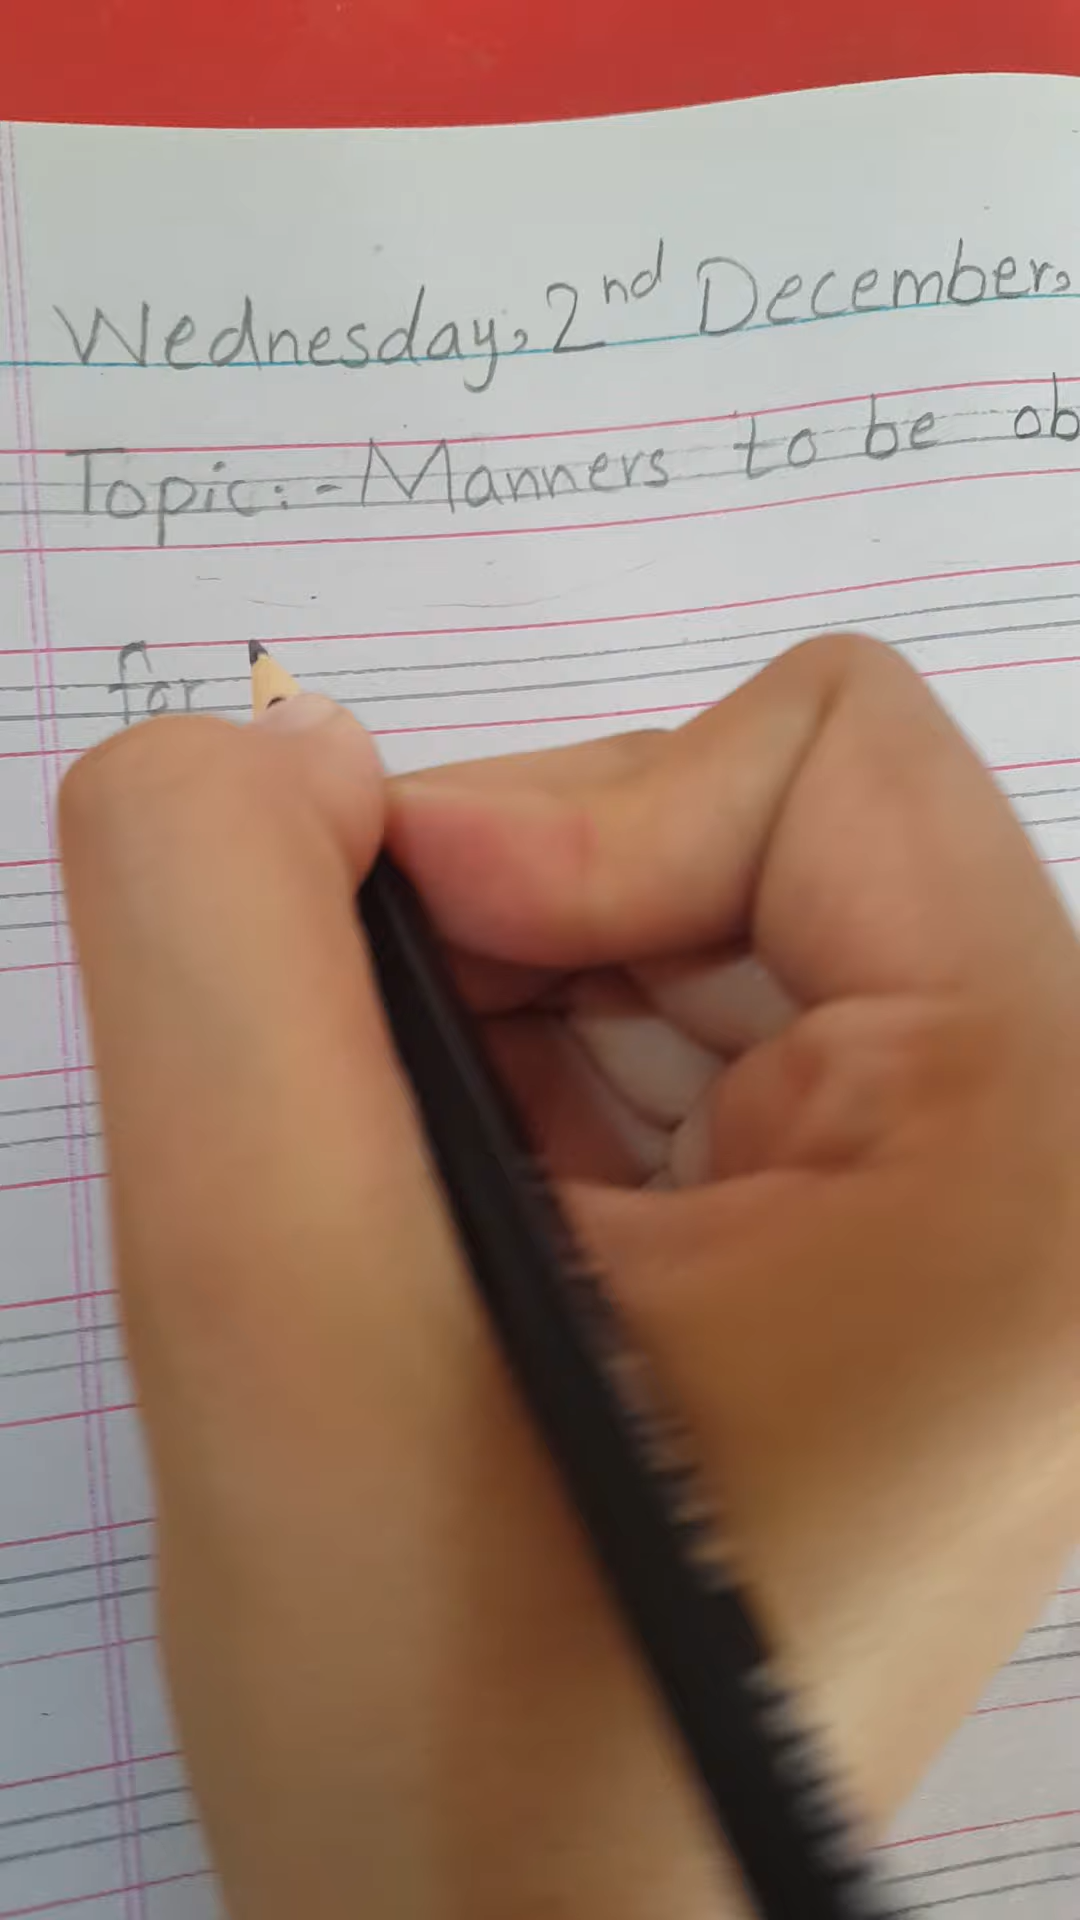 Wednesday, 2nd December,
Topic:- Manners to be ob
for